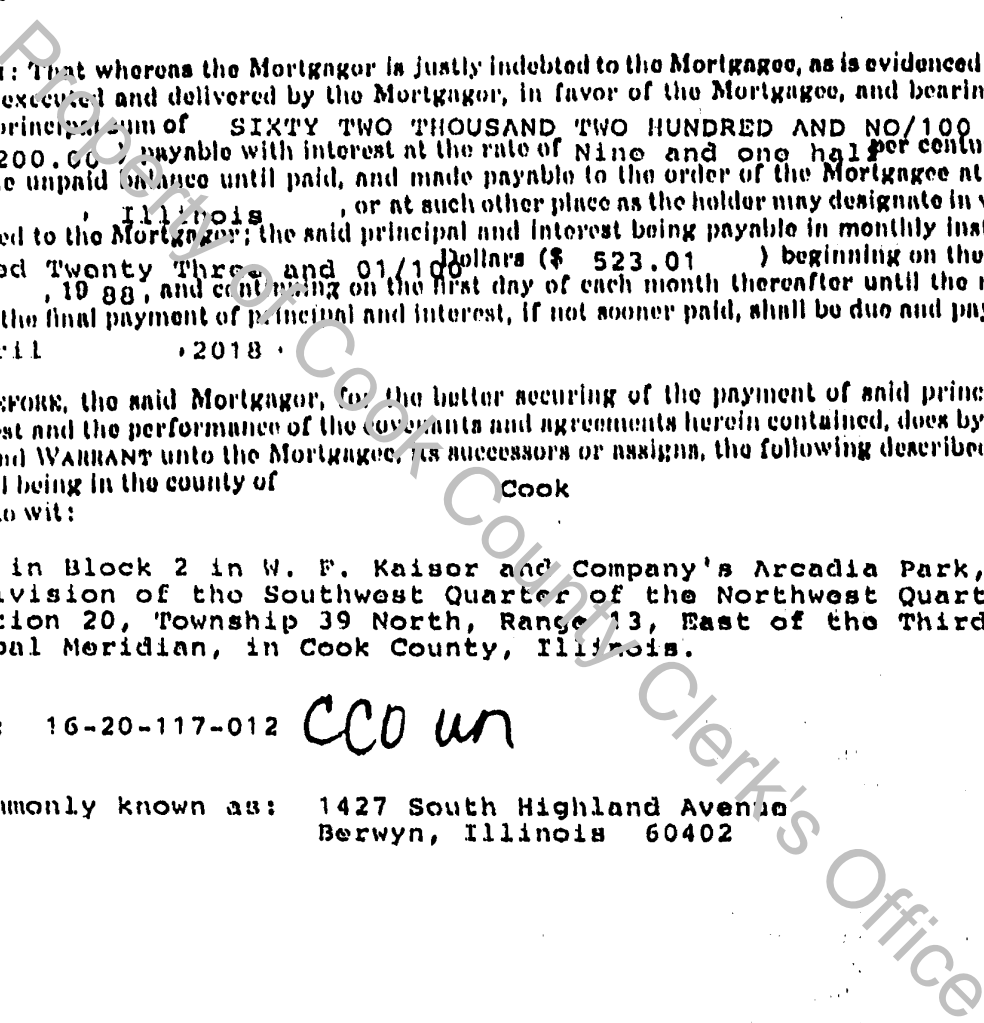 : That whereas the Mortgagor is justly indebted to the Mortgagee, as is evidenced
executed and delivered by the Mortgagor, in favor of the Mortgagee, and bearin
principal sum of SIXTY TWO THOUSAND TWO HUNDRED AND NO/100
200.00 ) payable with interest at the rate of Nine and one half per centu
unpaid balance until paid, and made payable to the order of the Mortgagee at
, Illinois , or at such other place as the holder may designate in
ed to the Mortgagor; the said principal and interest being payable in monthly ins
od Twenty Three and 01/100 Dollars ($ 523.01 ) beginning on the
, 19 88 , and continuing on the first day of each month thereafter until the
the final payment of principal and interest, if not sooner paid, shall be due and pay
ril , 2018 .
EFORE, the said Mortgagor, for the better securing of the payment of said princ
st and the performance of the covenants and agreements herein contained, does by
nd WARRANT unto the Mortgagee, its successors or assigns, the following describe
l being in the county of Cook
o wit:
in Block 2 in W. F. Kaiser and Company's Arcadia Park,
ivision of the Southwest Quarter of the Northwest Quart
tion 20, Township 39 North, Range 13, East of the Third
pal Meridian, in Cook County, Illinois.
: 16-20-117-012 CCO
mmonly known as: 1427 South Highland Avenue
Berwyn, Illinois 60402
Property of Cook County Clerk's Office